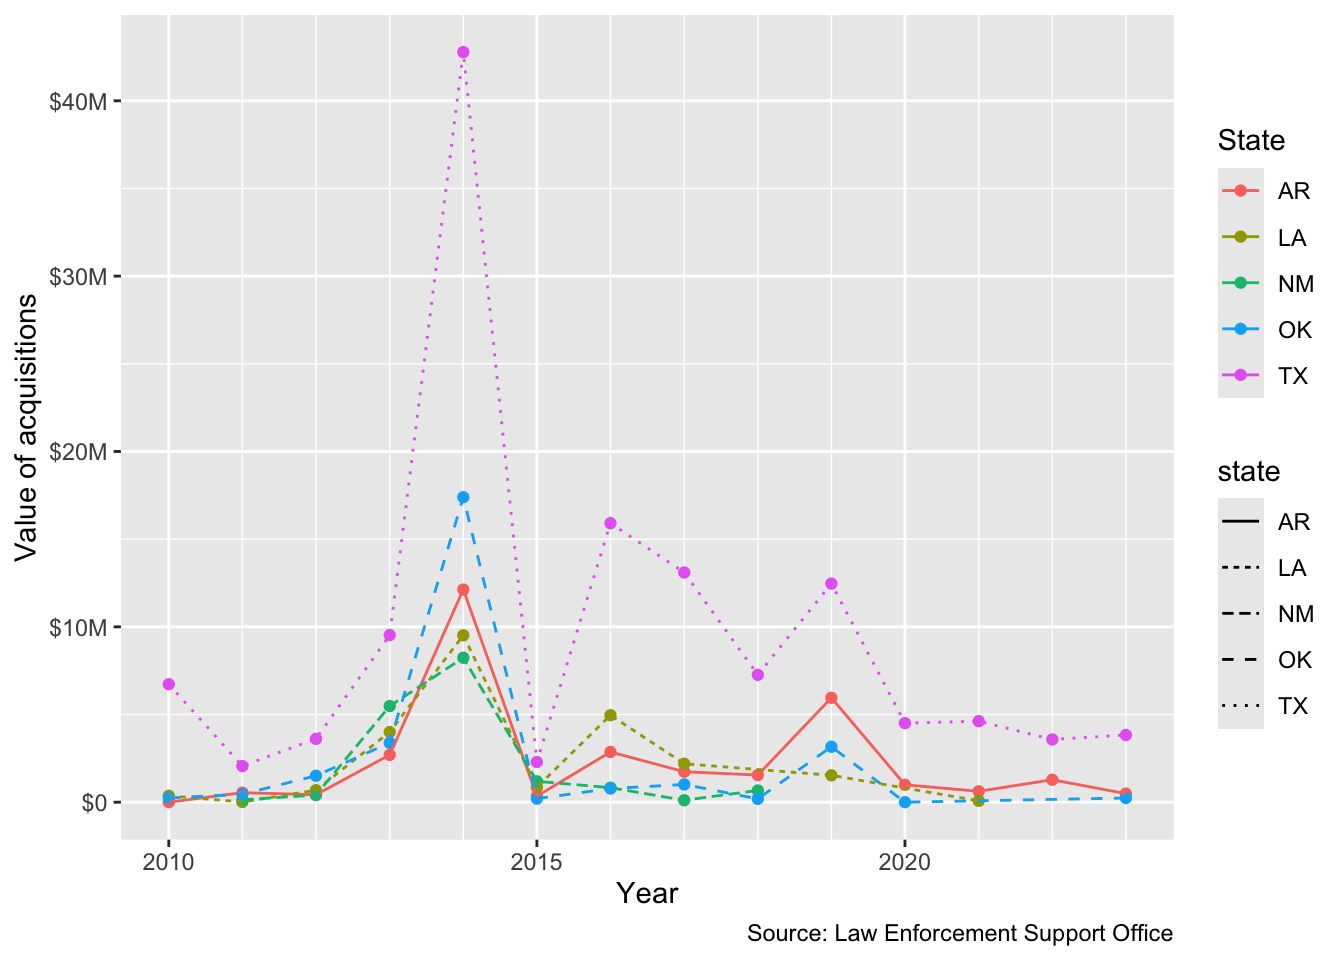 $40M
$30M
$20M
$10M
$0
Value of acquisitions
2010
2015
2020
Year
Source: Law Enforcement Support Office
State
AR
LA
NM
OK
TX
state
AR
LA
NM
OK
TX